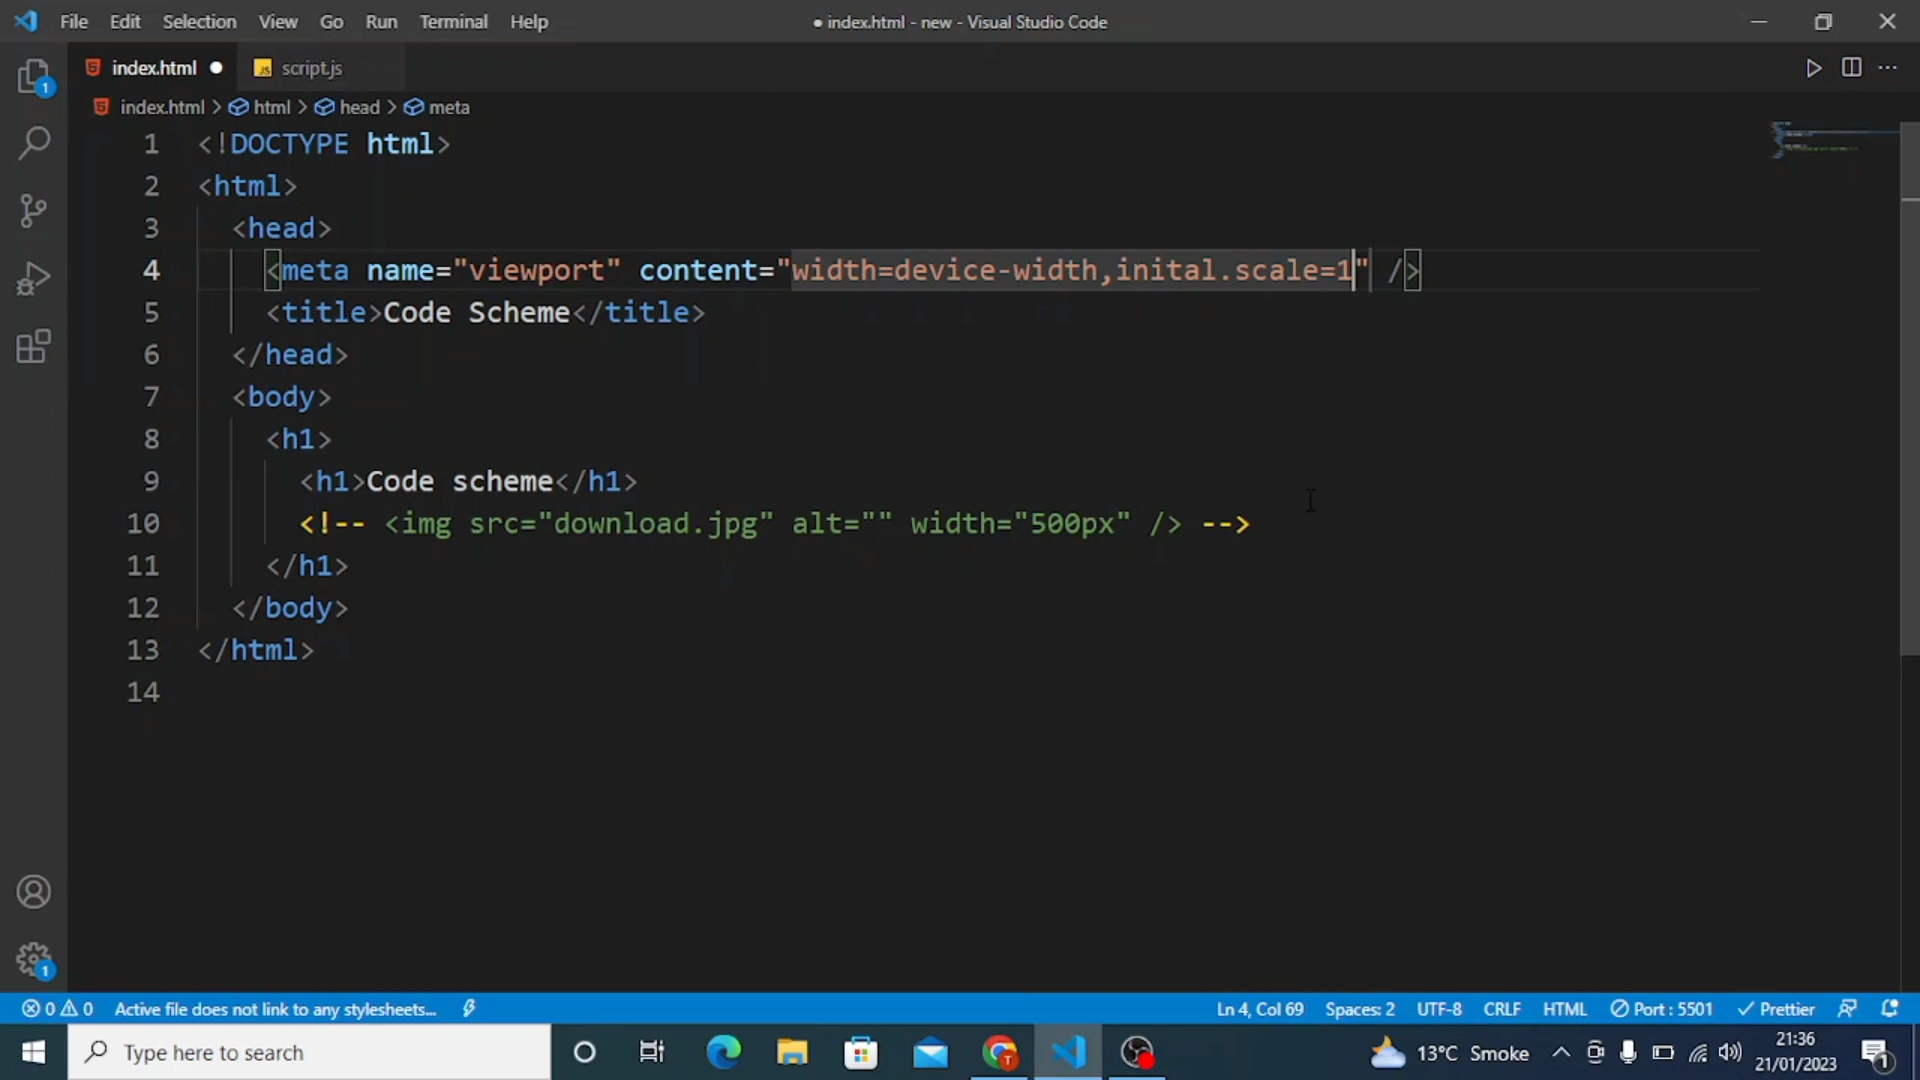 File Edit Selection View Go Run Terminal Help
● index.html - new - Visual Studio Code
index.html ● script.js
index.html > html > head > meta
1 <!DOCTYPE html>
2 <html>
3 <head>
4 <meta name="viewport" content="width=device-width,inital.scale=1" />
5 <title>Code Scheme</title>
6 </head>
7 <body>
8 <h1>
9 <h1>Code scheme</h1>
10 <!-- <img src="download.jpg" alt="" width="500px" /> -->
11 </h1>
12 </body>
13 </html>
14
1
1
0 0 Active file does not link to any stylesheets... Ln 4, Col 69 Spaces: 2 UTF-8 CRLF HTML Port : 5501 Prettier
Type here to search
T
13°C Smoke
21:36
21/01/2023
1